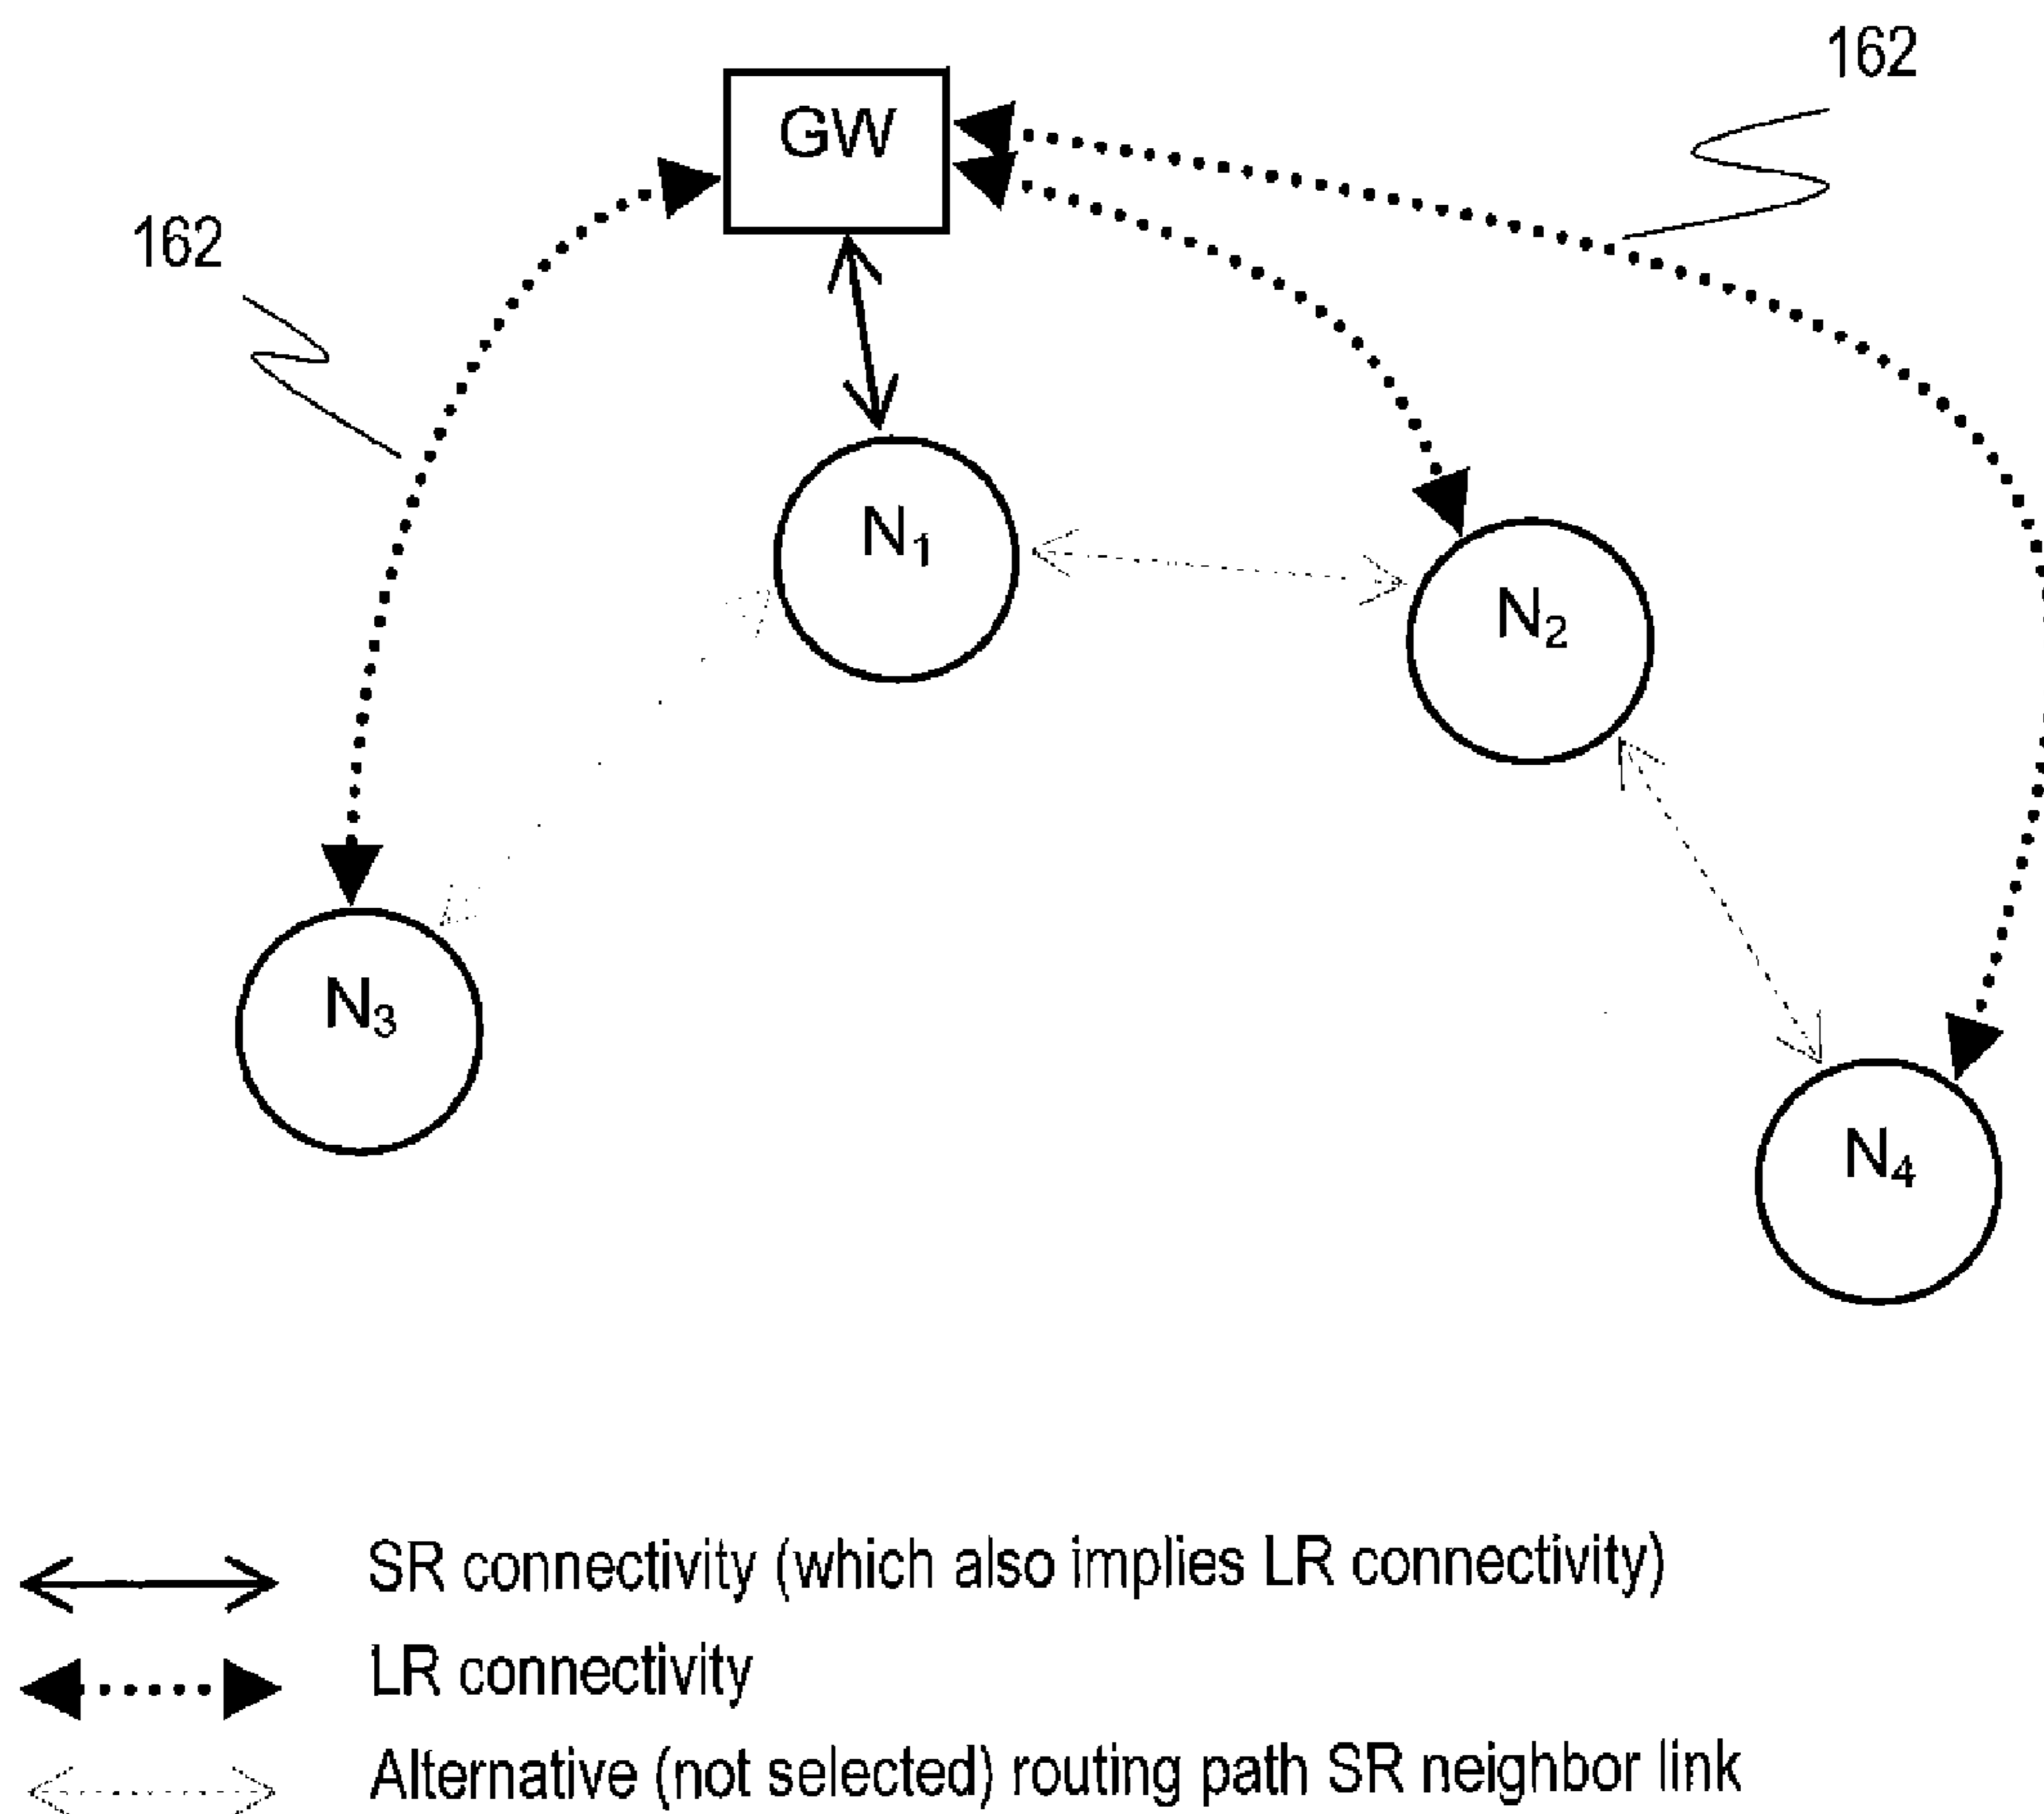 162
GW
162
N1
N2
N3
N4
SR connectivity (which also implies LR connectivity)
LR connectivity
Alternative (not selected) routing path SR neighbor link